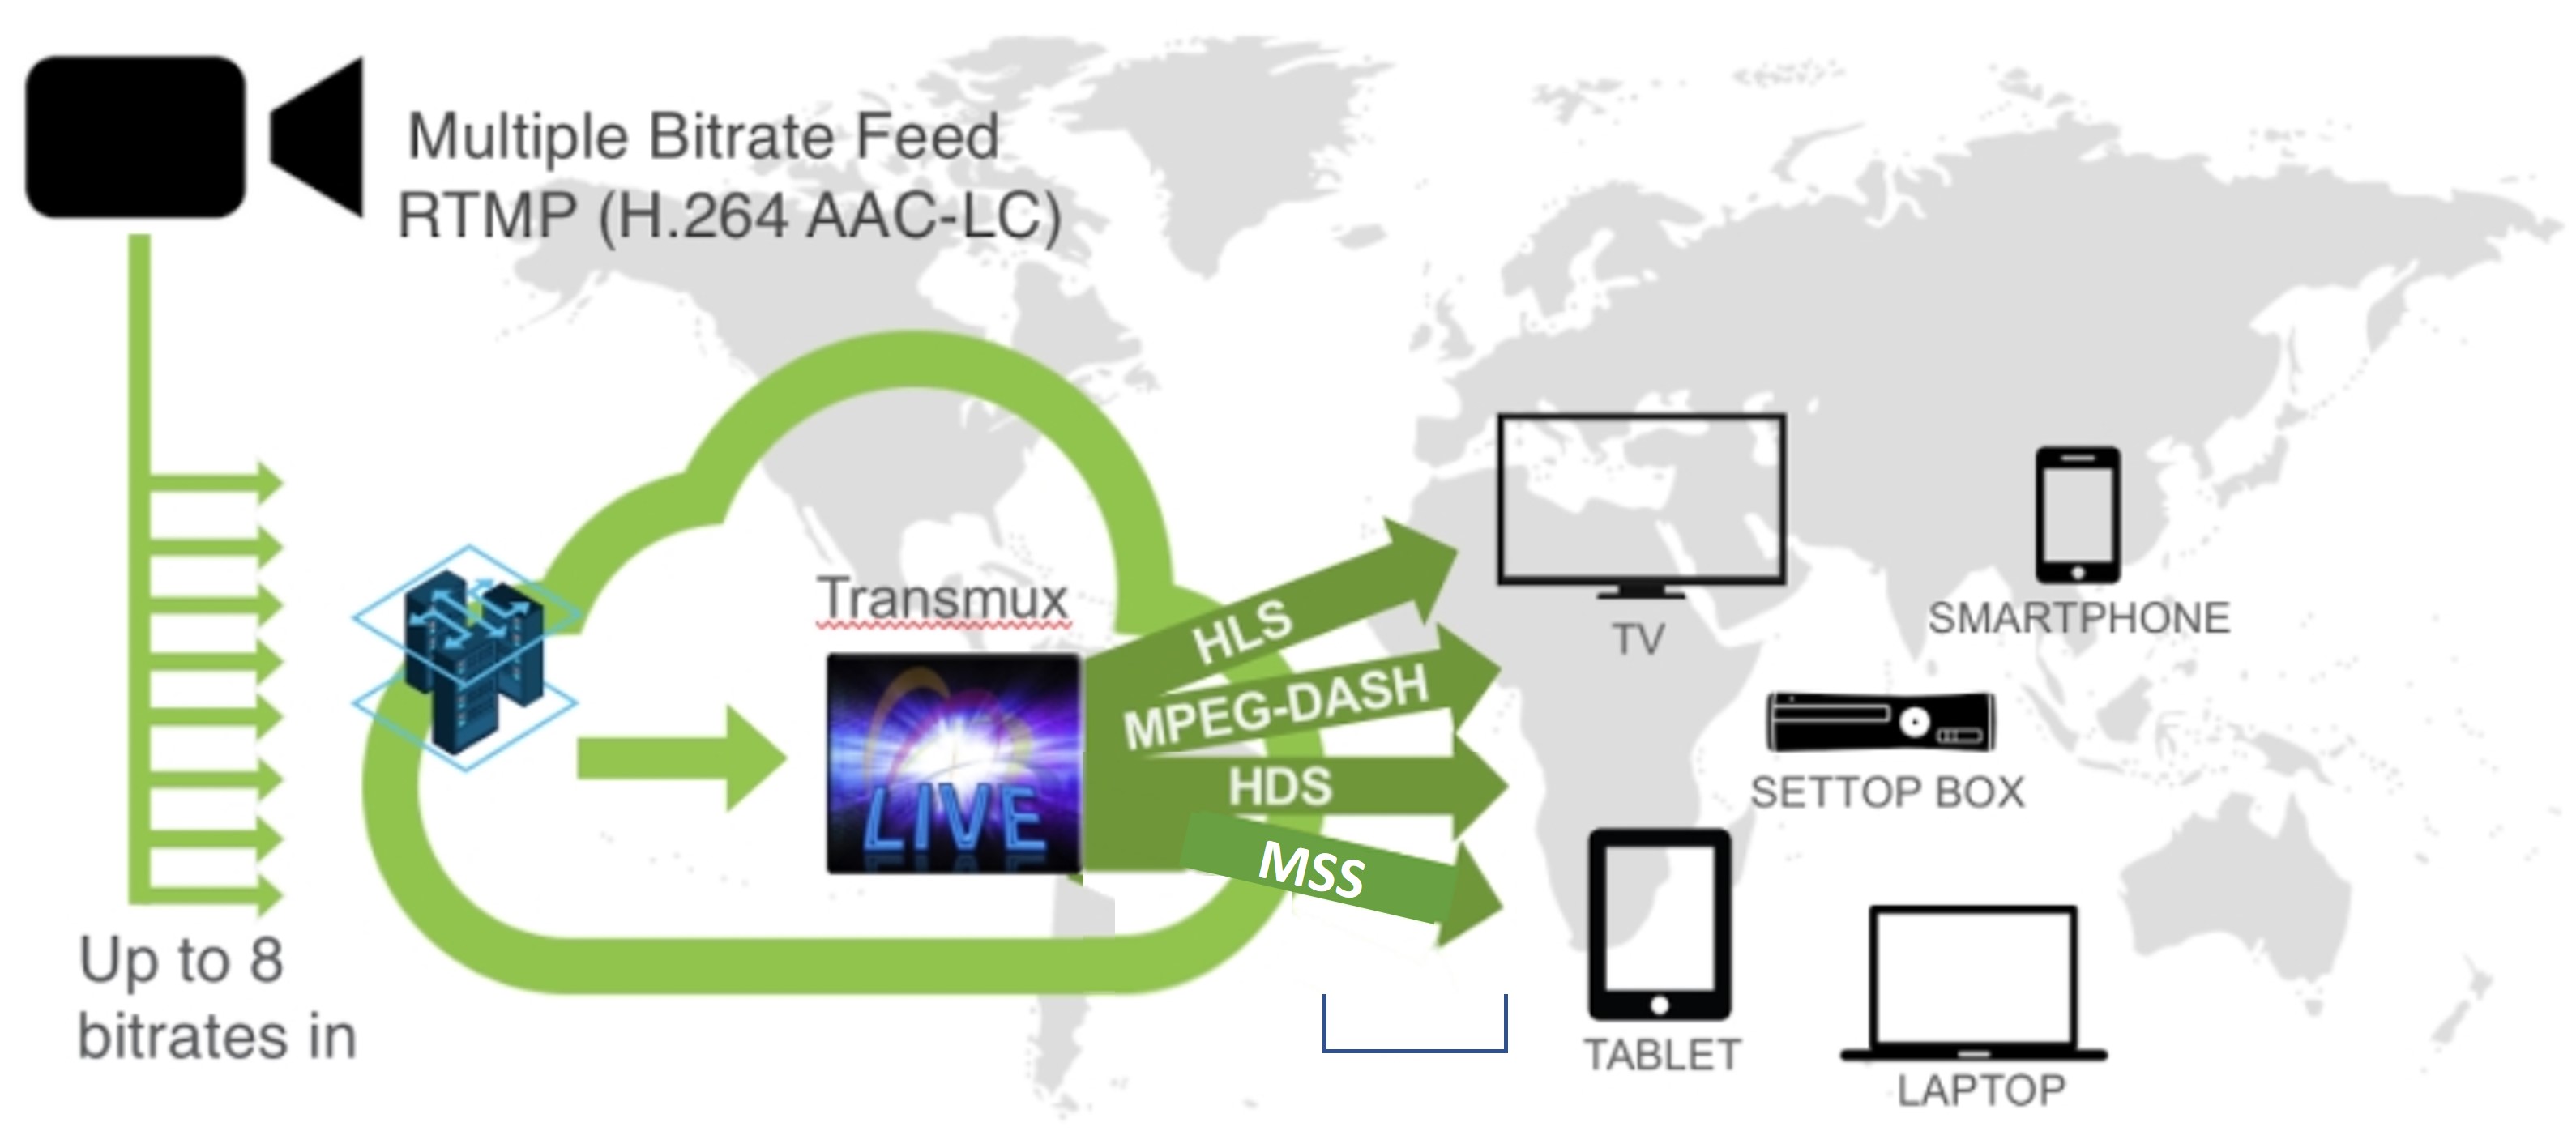 Multiple Bitrate Feed
RTMP (H.264 AAC-LC)
Up to 8
bitrates in
Transmux
LIVE
HLS
MPEG-DASH
HDS
MSS
TV
SMARTPHONE
SETTOP BOX
TABLET
LAPTOP